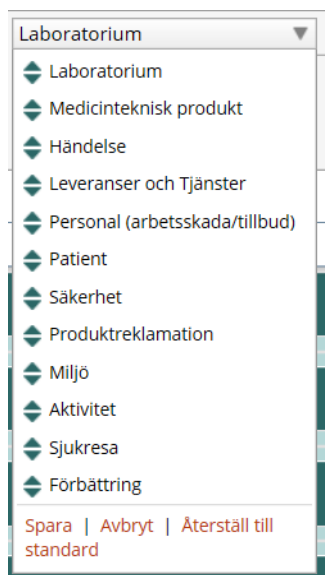 Laboratorium
Laboratorium
Medicinteknisk produkt
Händelse
Leveranser och Tjänster
Personal (arbetsskada/tillbud)
Patient
Säkerhet
Produktreklamation
Miljö
Aktivitet
Sjukresa
Förbättring
Spara | Avbryt | Återställ till
standard